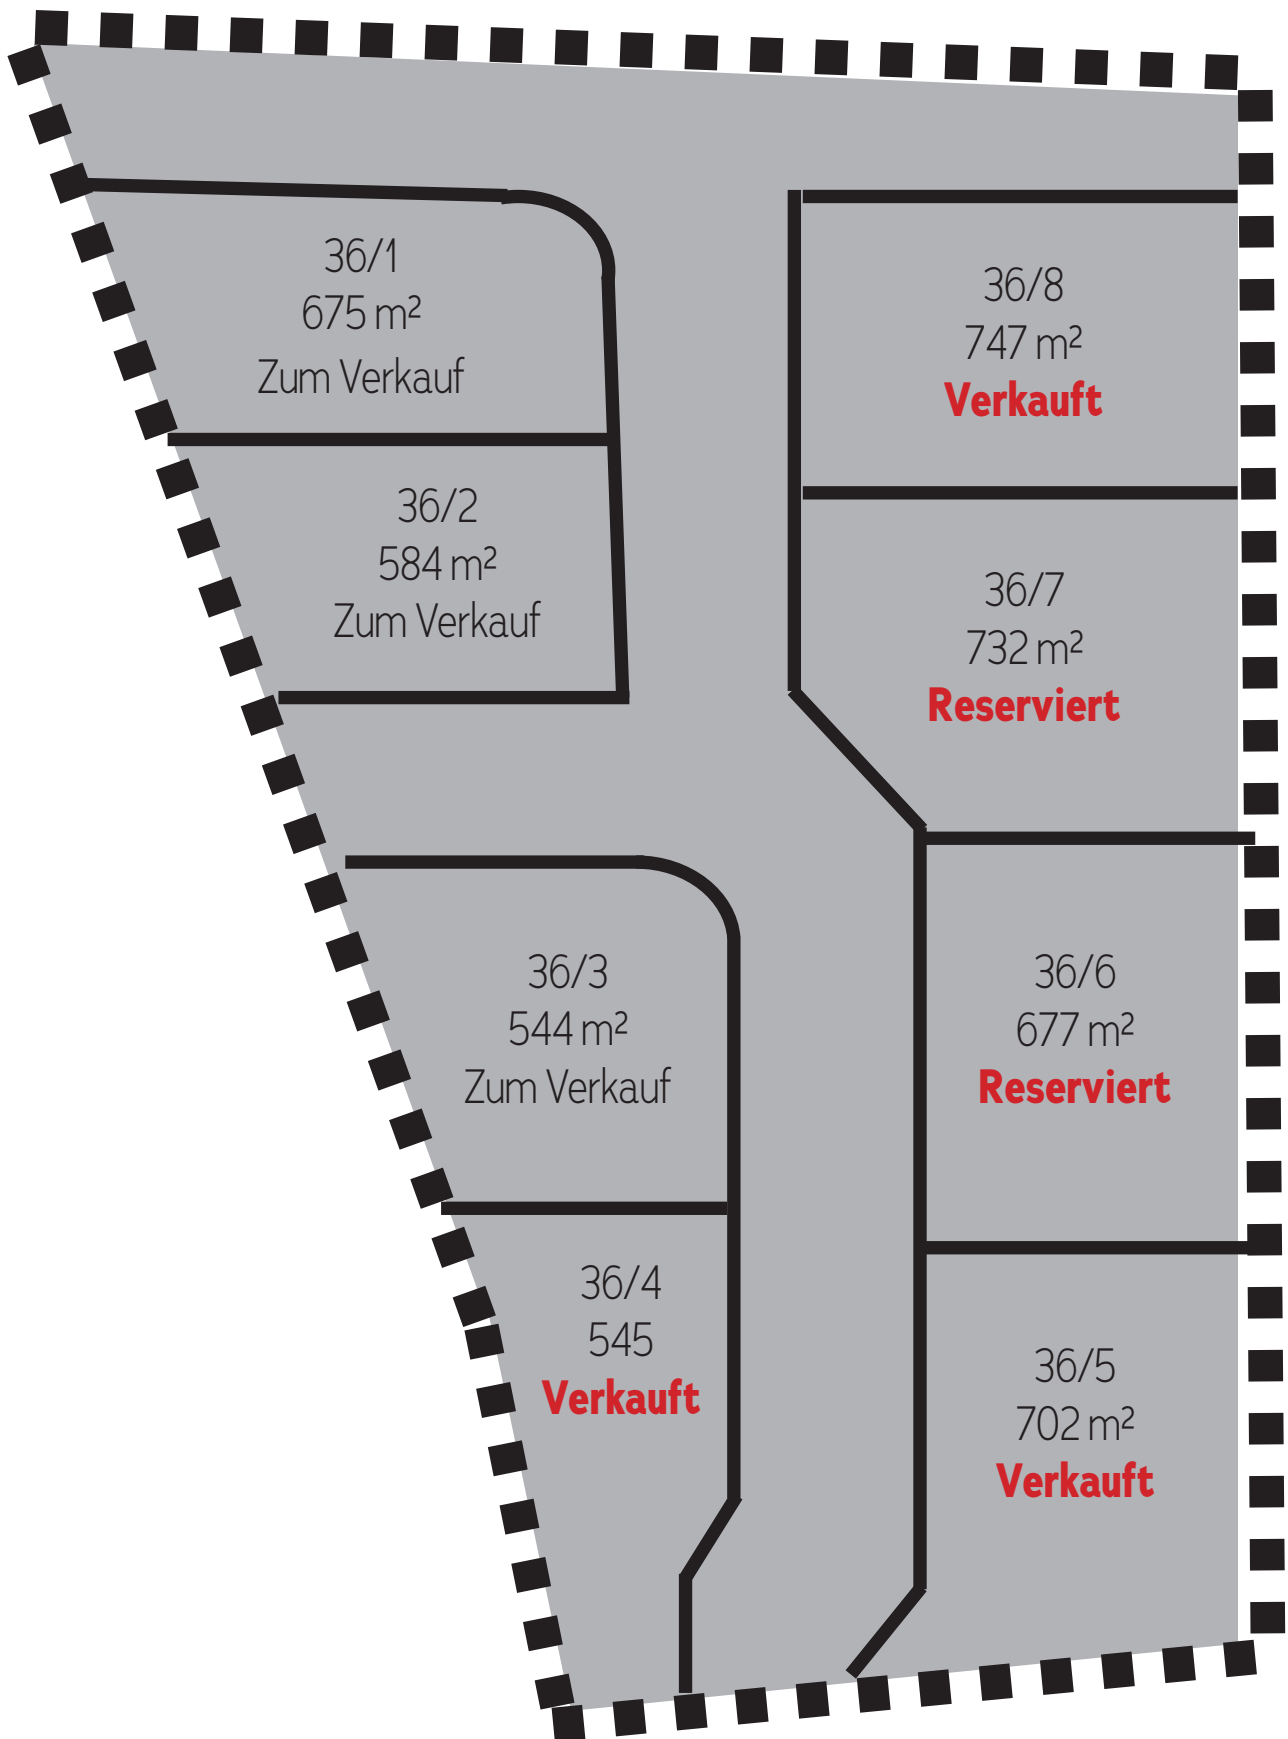 36/1
675 m²
Zum Verkauf
36/2
584 m²
Zum Verkauf
36/3
544 m²
Zum Verkauf
36/4
545
Verkauft
36/8
747 m²
Verkauft
36/7
732 m²
Reserviert
36/6
677 m²
Reserviert
36/5
702 m²
Verkauft